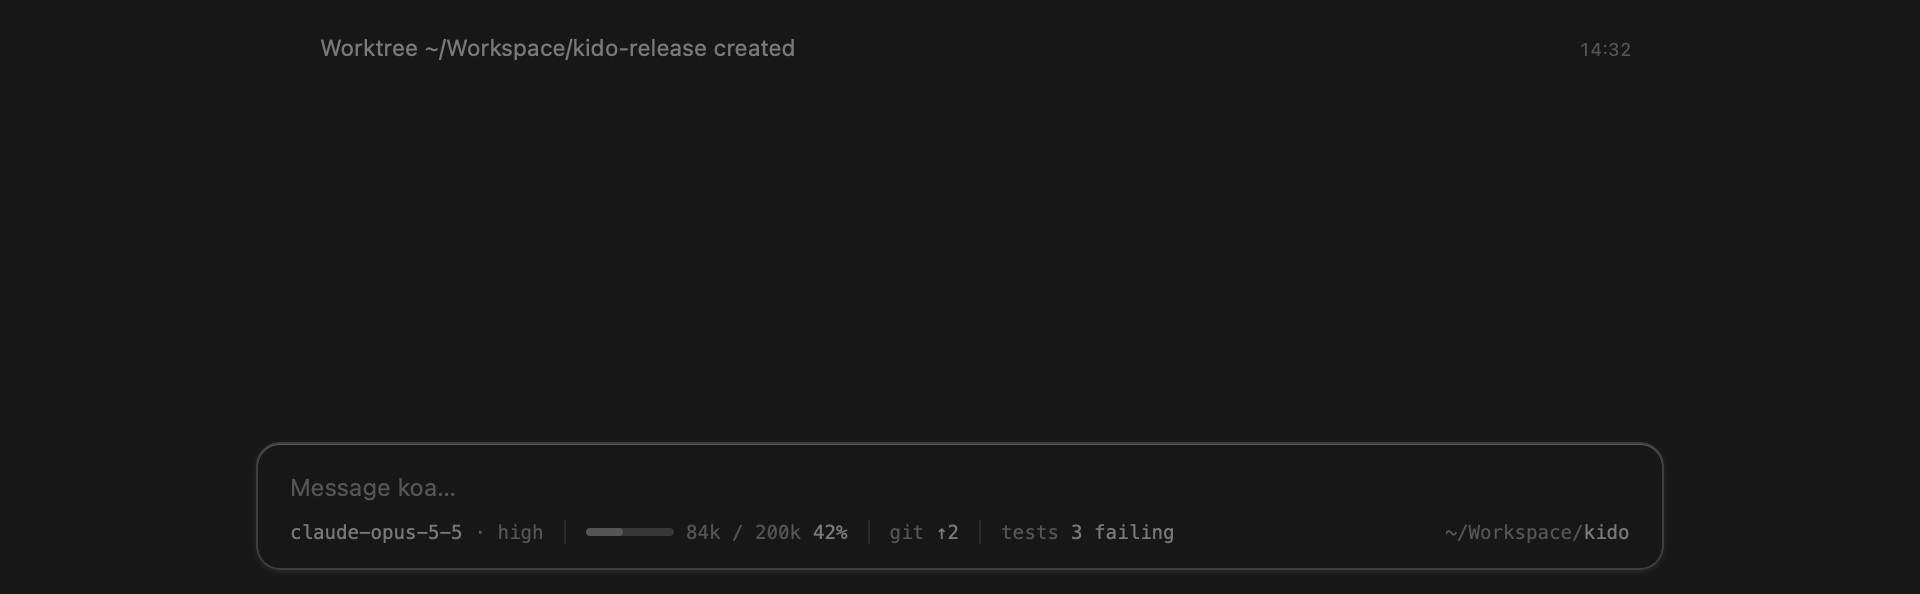 Worktree ~/Workspace/kido-release created 14:32
Message koa...
claude-opus-5-5 · high 84k / 200k 42% git ↑2 tests 3 failing ~/Workspace/kido